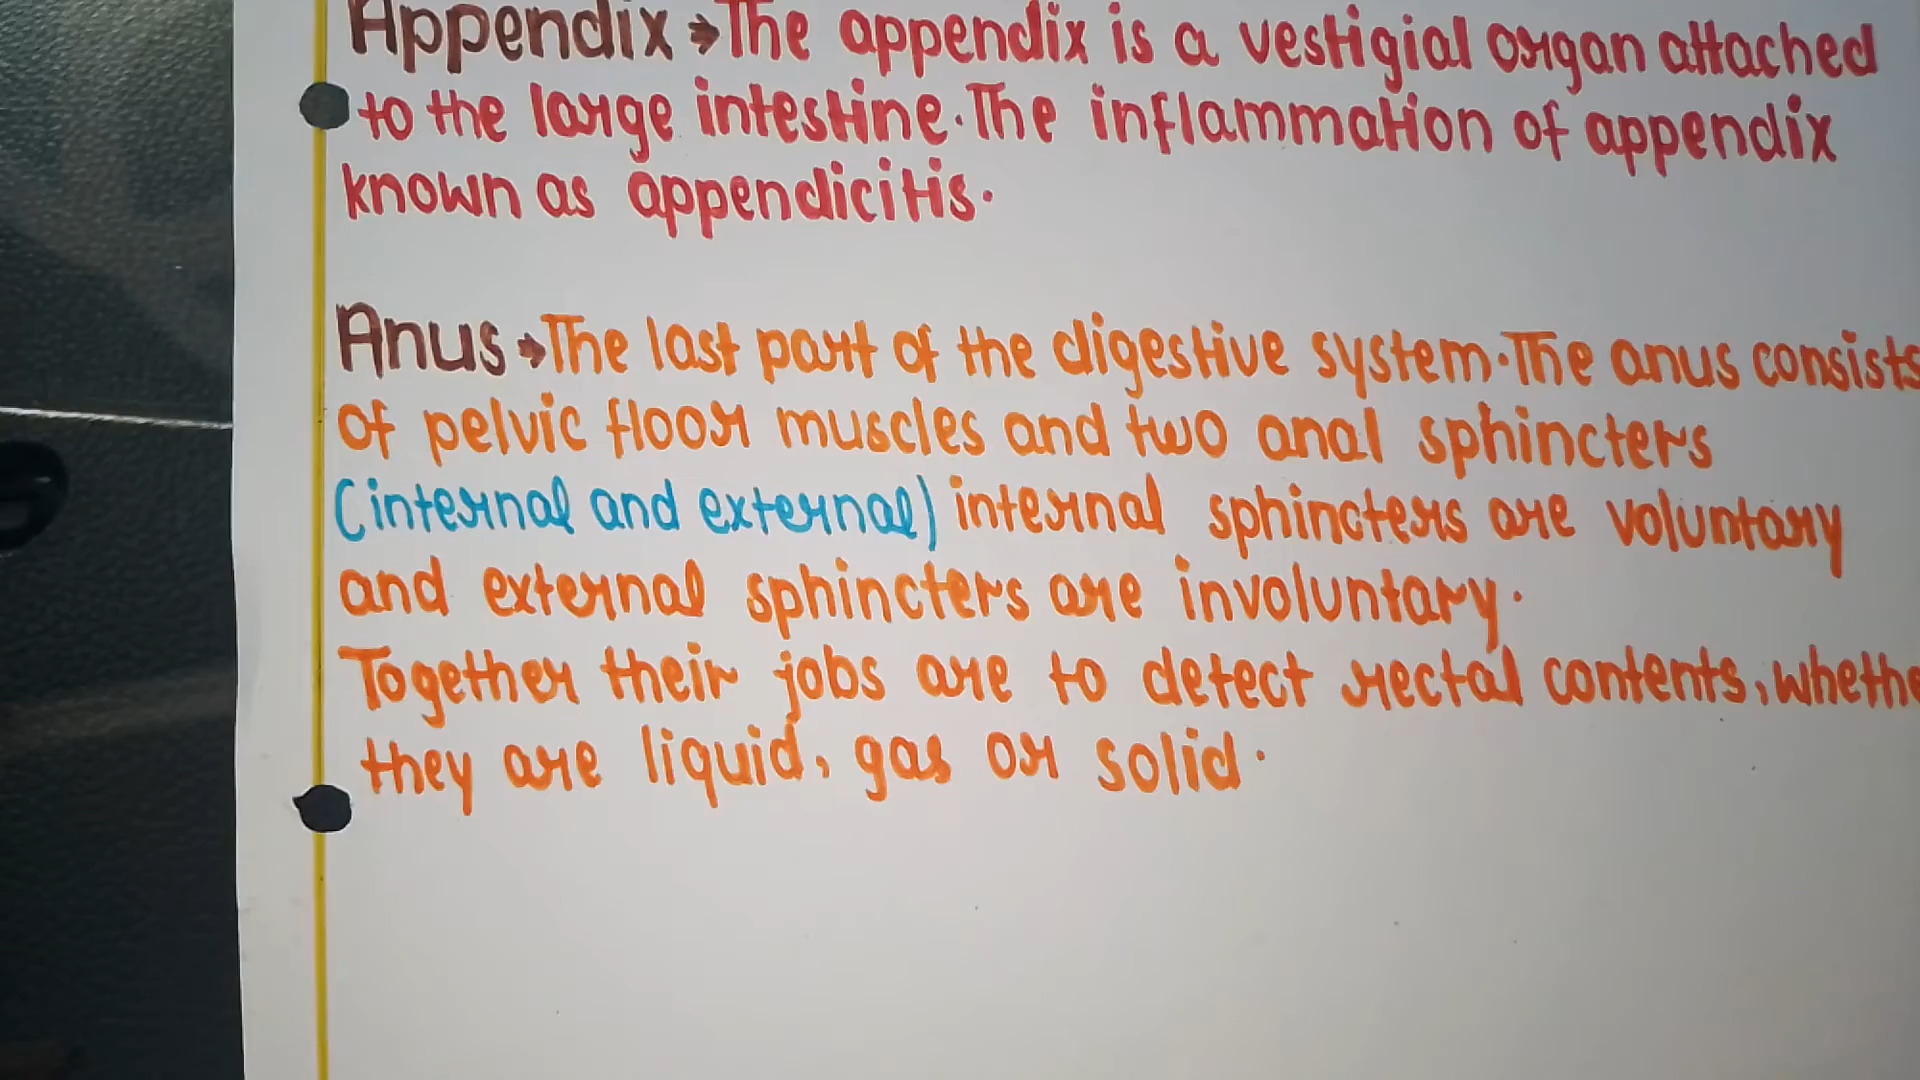 Appendix → The appendix is a vestigial organ attached
to the large intestine. The inflammation of appendix
known as appendicitis.
Anus → The last part of the digestive system. The anus consists
of pelvic floor muscles and two anal sphincters
(internal and external) internal sphincters are voluntary
and external sphincters are involuntary.
Together their jobs are to detect rectal contents, whethe
they are liquid, gas or solid.